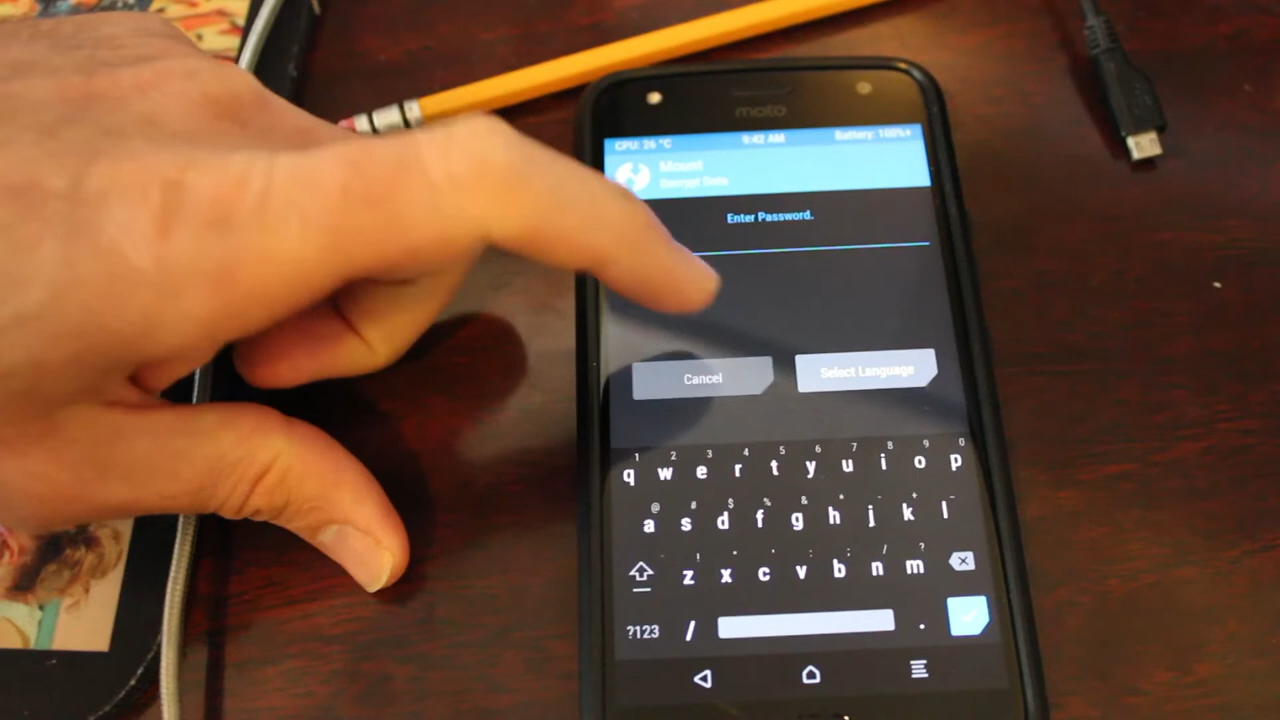 moto
CPU: 26 °C 9:42 AM Battery: 100%+
Mount
Decrypt Data
Enter Password.
Cancel Select Language
1 2 3 4 5 6 7 8 9 0
q w e r t y u i o p
@ # $ % & * - + 
a s d f g h j k l
! " ' : ; / ?
z x c v b n m
?123 / .